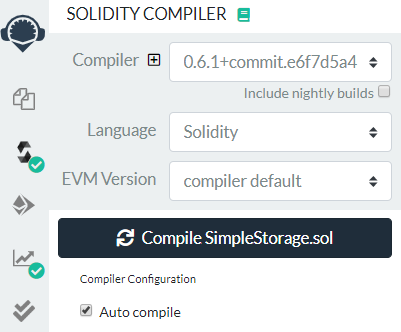 SOLIDITY COMPILER
Compiler
0.6.1+commit.e6f7d5a4
Include nightly builds
Language
Solidity
EVM Version
compiler default
Compile SimpleStorage.sol
Compiler Configuration
Auto compile